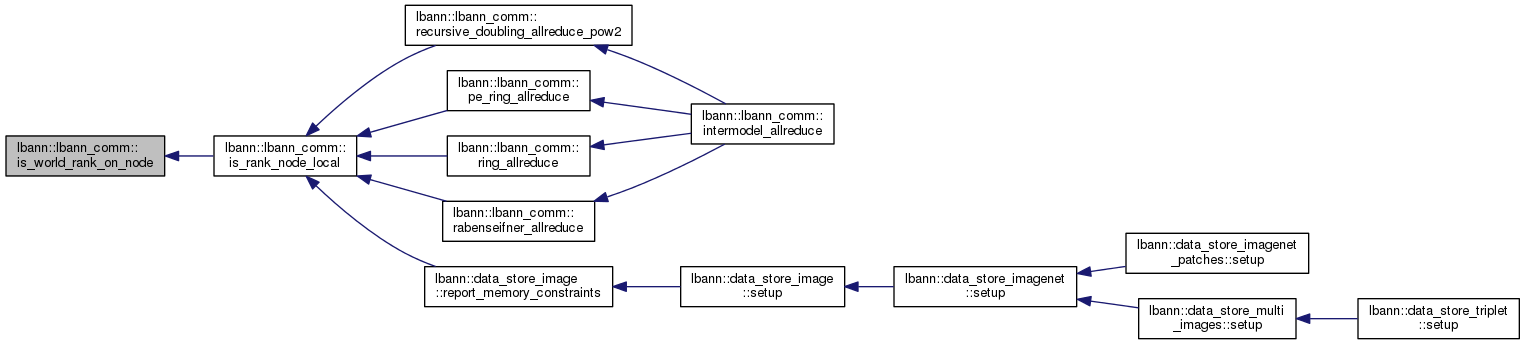 lbann::lbann_comm::
is_world_rank_on_node
lbann::lbann_comm::
is_rank_node_local
lbann::lbann_comm::
recursive_doubling_allreduce_pow2
lbann::lbann_comm::
pe_ring_allreduce
lbann::lbann_comm::
ring_allreduce
lbann::lbann_comm::
rabenseifner_allreduce
lbann::lbann_comm::
intermodel_allreduce
lbann::data_store_image
::report_memory_constraints
lbann::data_store_image
::setup
lbann::data_store_imagenet
::setup
lbann::data_store_imagenet
_patches::setup
lbann::data_store_multi
_images::setup
lbann::data_store_triplet
::setup